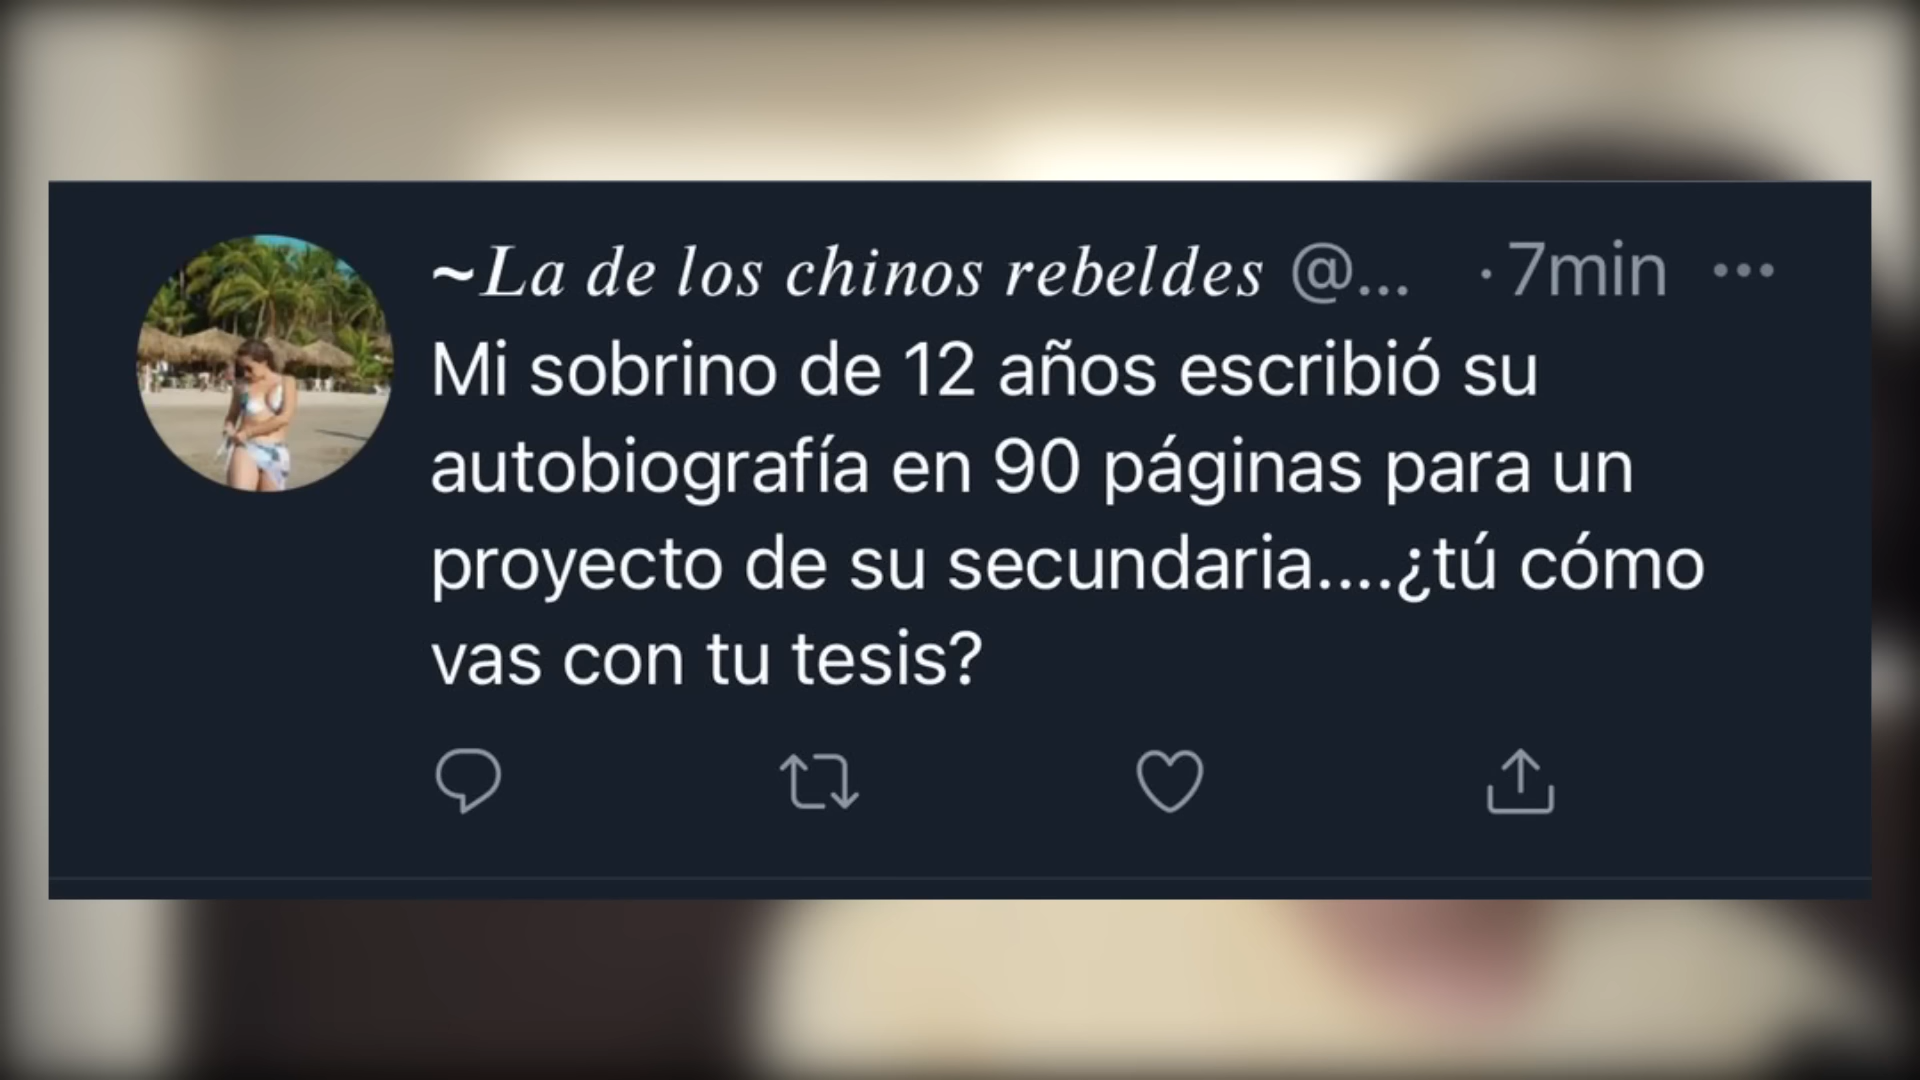 ~La de los chinos rebeldes @... · 7min ...
Mi sobrino de 12 años escribió su
autobiografía en 90 páginas para un
proyecto de su secundaria....¿tú cómo
vas con tu tesis?